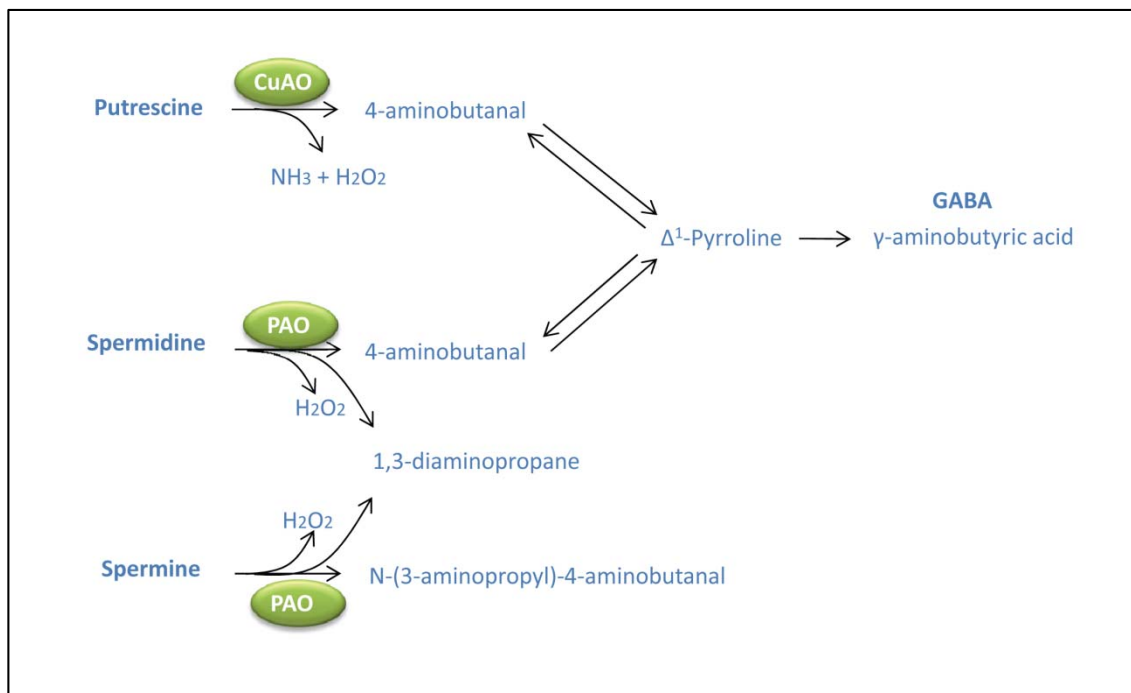 CuAO
Putrescine
4-aminobutanal
NH3 + H2O2
GABA
Δ¹-Pyrroline
γ-aminobutyric acid
PAO
Spermidine
4-aminobutanal
H2O2
1,3-diaminopropane
H2O2
Spermine
N-(3-aminopropyl)-4-aminobutanal
PAO